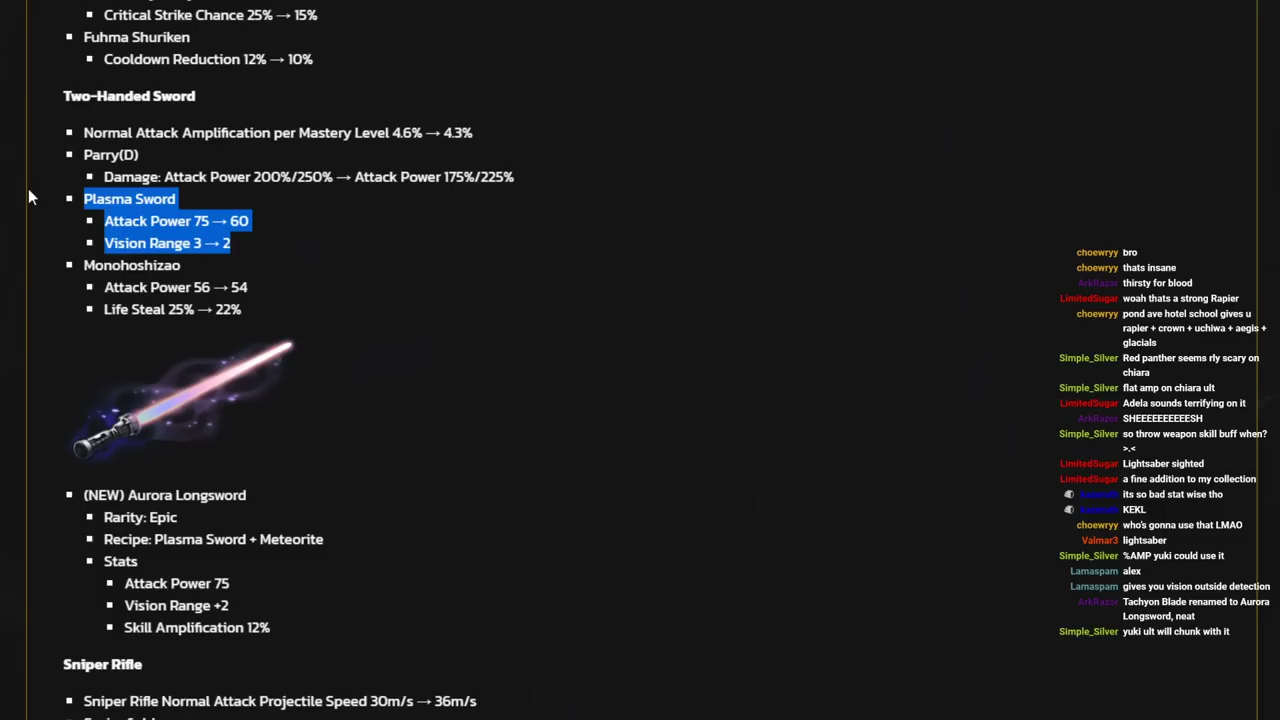 Critical Strike Chance 25% → 15%
Fuhma Shuriken
Cooldown Reduction 12% → 10%
Two-Handed Sword
Normal Attack Amplification per Mastery Level 4.6% → 4.3%
Parry(D)
Damage: Attack Power 200%/250% → Attack Power 175%/225%
Plasma Sword
Attack Power 75 → 60
Vision Range 3 → 2
Monohoshizao
Attack Power 56 → 54
Life Steal 25% → 22%
(NEW) Aurora Longsword
Rarity: Epic
Recipe: Plasma Sword + Meteorite
Stats
Attack Power 75
Vision Range +2
Skill Amplification 12%
Sniper Rifle
Sniper Rifle Normal Attack Projectile Speed 30m/s → 36m/s
choewryy bro
choewryy thats insane
ArkRazor thirsty for blood
LimitedSugar woah thats a strong Rapier
choewryy pond ave hotel school gives u
rapier + crown + uchiwa + aegis +
glacials
Simple_Silver Red panther seems rly scary on
chiara
Simple_Silver flat amp on chiara ult
LimitedSugar Adela sounds terrifying on it
ArkRazor SHEEEEEEEEESH
Simple_Silver so throw weapon skill buff when?
>.<
LimitedSugar Lightsaber sighted
LimitedSugar a fine addition to my collection
its so bad stat wise tho
KEKL
choewryy who's gonna use that LMAO
Valmar3 lightsaber
Simple_Silver %AMP yuki could use it
Lamaspam alex
Lamaspam gives you vision outside detection
ArkRazor Tachyon Blade renamed to Aurora
Longsword, neat
Simple_Silver yuki ult will chunk with it